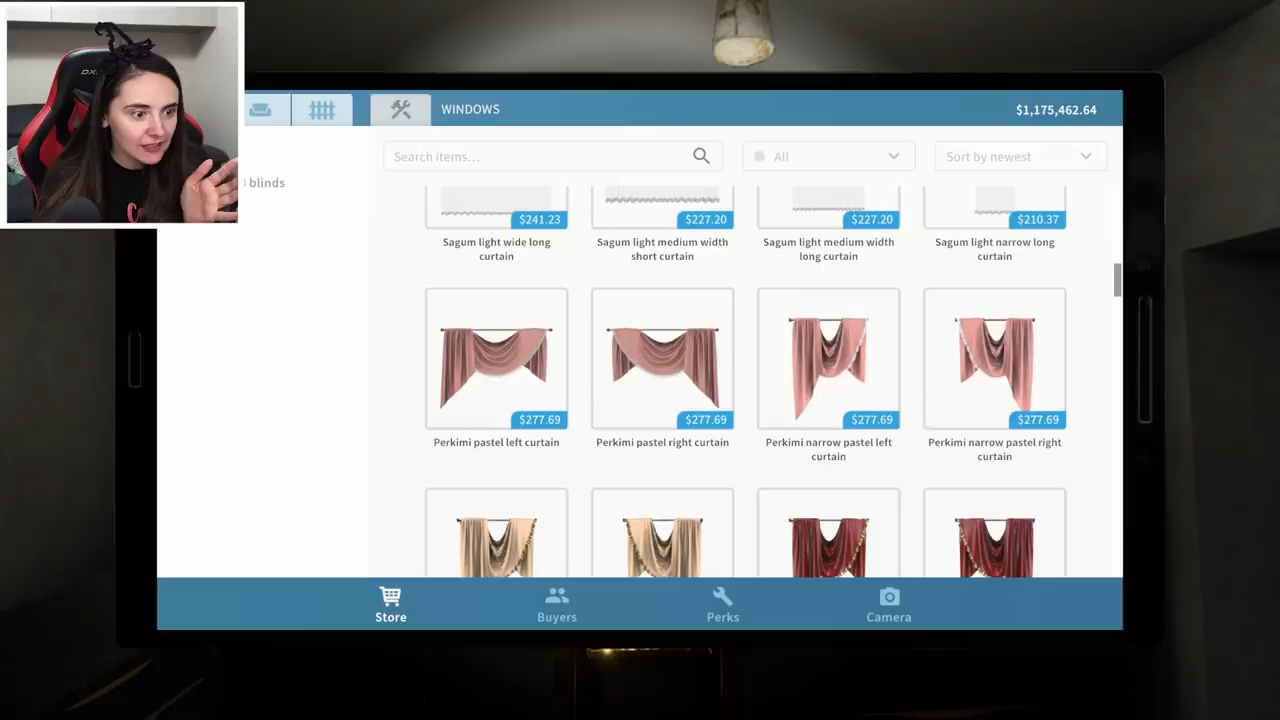 WINDOWS
$1,175,462.64
Search items...
All
Sort by newest
blinds
$241.23
$227.20
$227.20
$210.37
Sagum light wide long
curtain
Sagum light medium width
short curtain
Sagum light medium width
long curtain
Sagum light narrow long
curtain
$277.69
$277.69
$277.69
$277.69
Perkimi pastel left curtain
Perkimi pastel right curtain
Perkimi narrow pastel left
curtain
Perkimi narrow pastel right
curtain
Store
Buyers
Perks
Camera